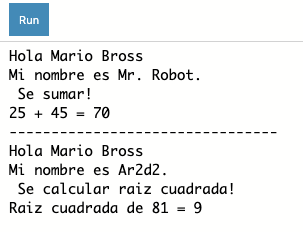 Run
Hola Mario Bross
Mi nombre es Mr. Robot.
 Se sumar!
25 + 45 = 70
--------------------------------
Hola Mario Bross
Mi nombre es Ar2d2.
 Se calcular raiz cuadrada!
Raiz cuadrada de 81 = 9